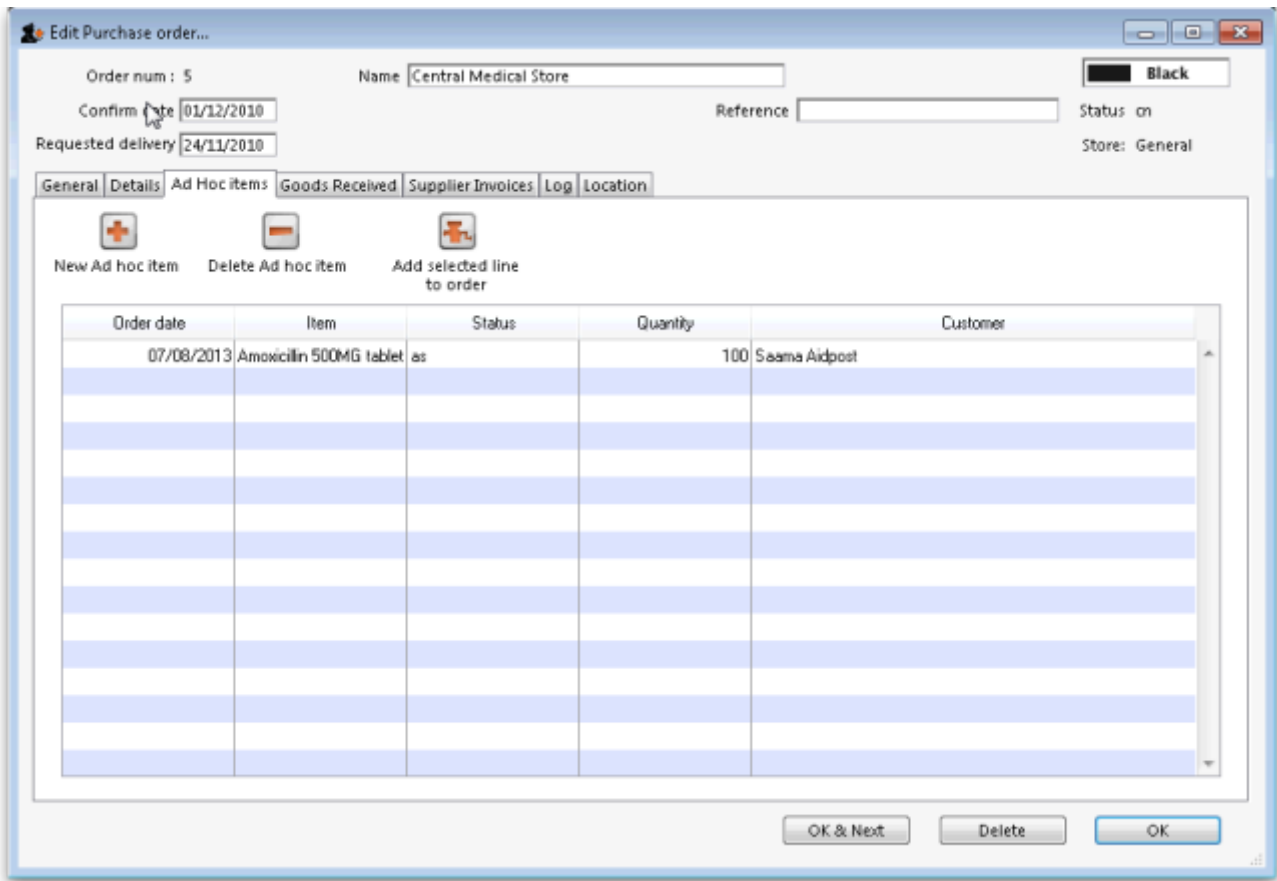 Edit Purchase order...
Order num : 5 Name Central Medical Store Black
Confirm date 01/12/2010 Reference Status cn
Requested delivery 24/11/2010 Store: General
General Details Ad Hoc items Goods Received Supplier Invoices Log Location
New Ad hoc item Delete Ad hoc item Add selected line
to order
Order date Item Status Quantity Customer
07/08/2013 Amoxicillin 500MG tablet as 100 Saama Aidpost
OK & Next Delete OK